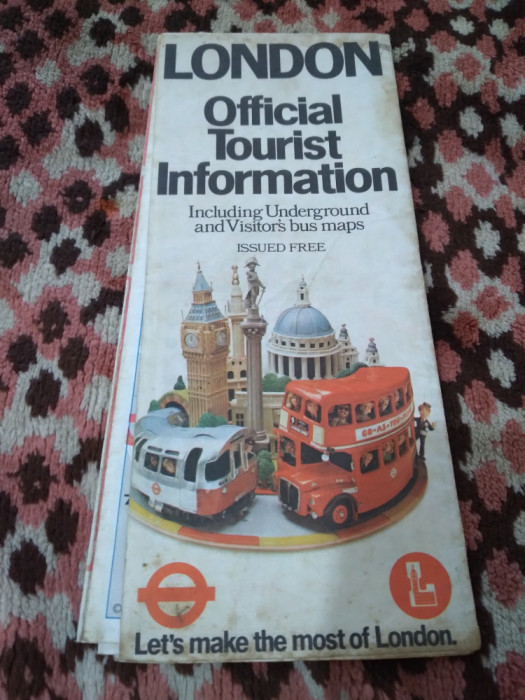 LONDON
Official
Tourist
Information
Including Underground
and Visitor's bus maps
ISSUED FREE
Let's make the most of London.